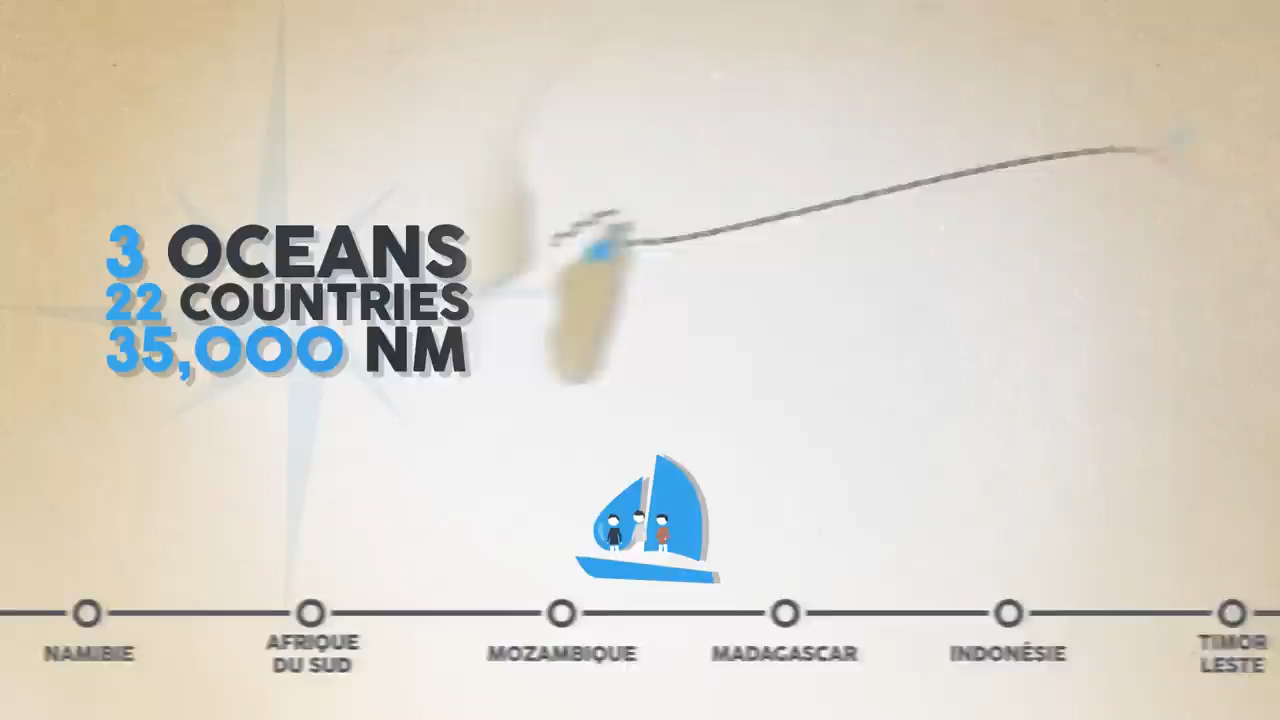 3 OCEANS
22 COUNTRIES
35,000 NM
NAMIBIE
AFRIQUE
DU SUD
MOZAMBIQUE
MADAGASCAR
INDONÉSIE
TIMOR
LESTE